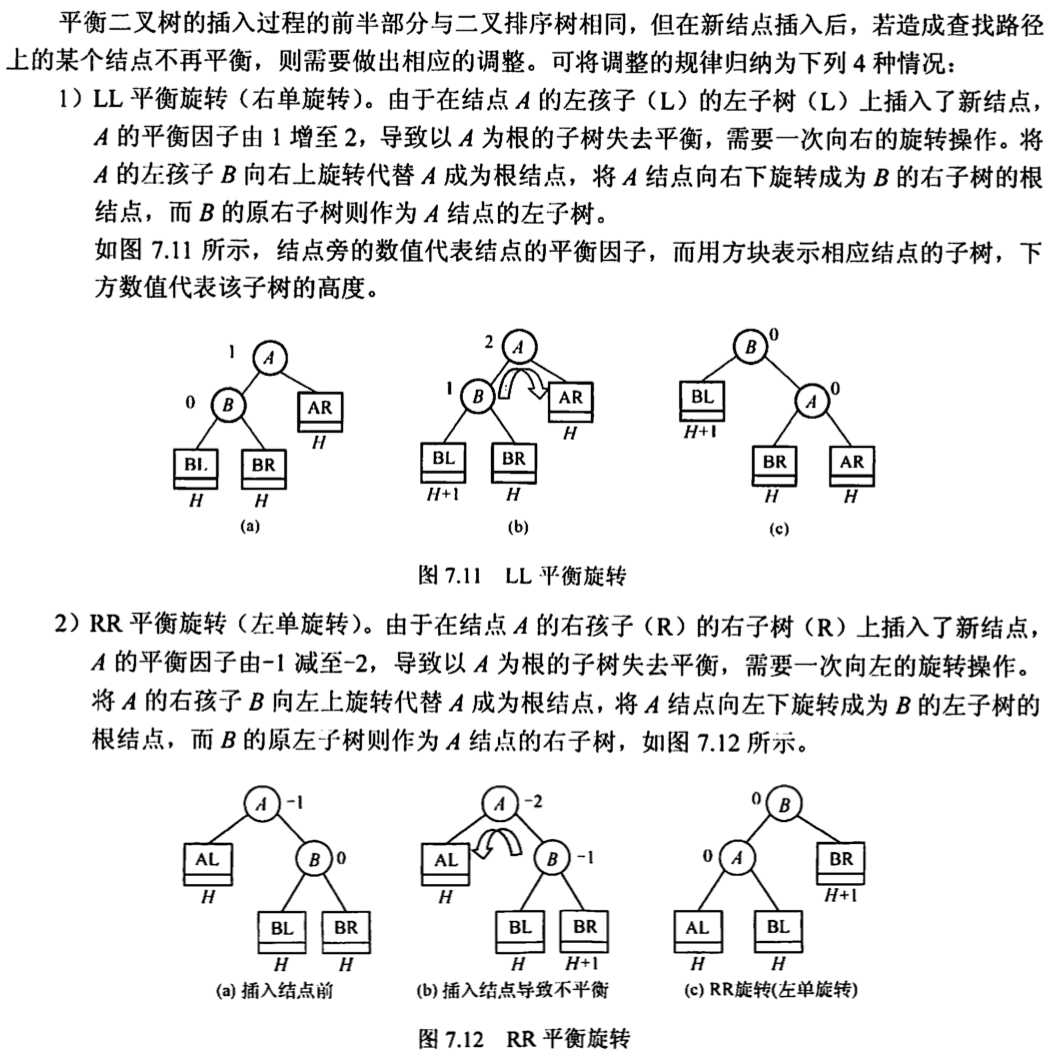 平衡二叉树的插入过程的前半部分与二叉排序树相同，但在新结点插入后，若造成查找路径
上的某个结点不再平衡，则需要做出相应的调整。可将调整的规律归纳为下列 4 种情况：
1）LL 平衡旋转（右单旋转）。由于在结点 A 的左孩子（L）的左子树（L）上插入了新结点，
A 的平衡因子由 1 增至 2，导致以 A 为根的子树失去平衡，需要一次向右的旋转操作。将
A 的左孩子 B 向右上旋转代替 A 成为根结点，将 A 结点向右下旋转成为 B 的右子树的根
结点，而 B 的原右子树则作为 A 结点的左子树。
如图 7.11 所示，结点旁的数值代表结点的平衡因子，而用方块表示相应结点的子树，下
方数值代表该子树的高度。
1 A
0 B AR
H
BL BR
H H
(a)
2 A
1 B AR
H
BL BR
H+1 H
(b)
B 0
BL A 0
H+1
BR AR
H H
(c)
图 7.11 LL 平衡旋转
2）RR 平衡旋转（左单旋转）。由于在结点 A 的右孩子（R）的右子树（R）上插入了新结点，
A 的平衡因子由-1 减至-2，导致以 A 为根的子树失去平衡，需要一次向左的旋转操作。
将 A 的右孩子 B 向左上旋转代替 A 成为根结点，将 A 结点向左下旋转成为 B 的左子树的
根结点，而 B 的原左子树则作为 A 结点的右子树，如图 7.12 所示。
A -1
AL B 0
H
BL BR
H H
(a) 插入结点前
A -2
AL B -1
H
BL BR
H H+1
(b) 插入结点导致不平衡
0 B
0 A BR
H+1
AL BL
H H
(c) RR旋转(左单旋转)
图 7.12 RR 平衡旋转